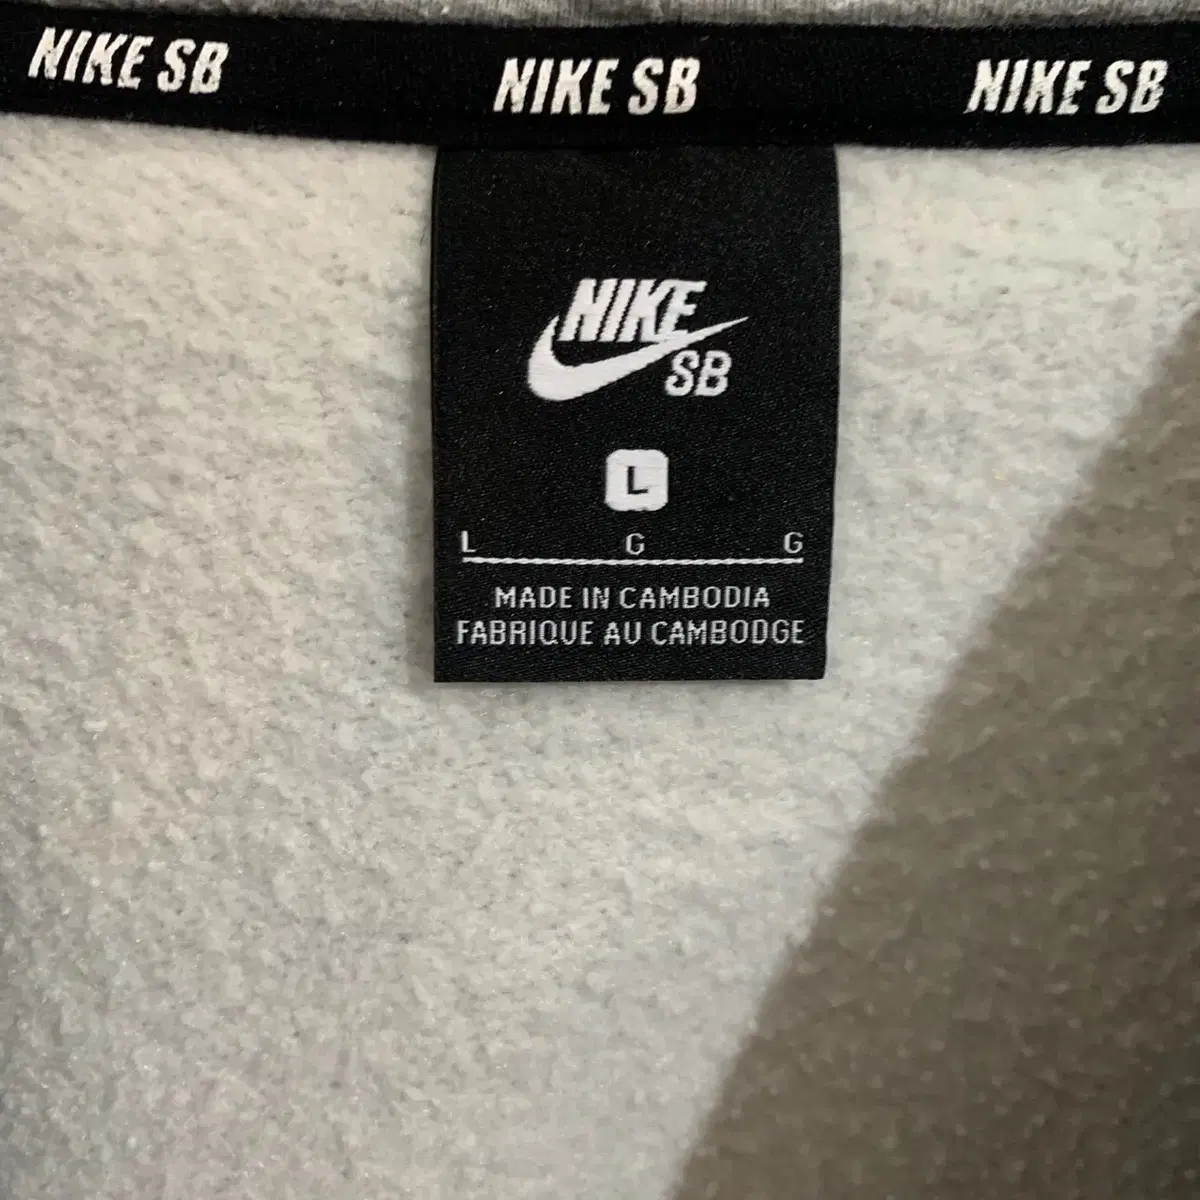 NIKE SB NIKE SB NIKE SB
NIKE
SB
L
L G G
MADE IN CAMBODIA
FABRIQUE AU CAMBODGE